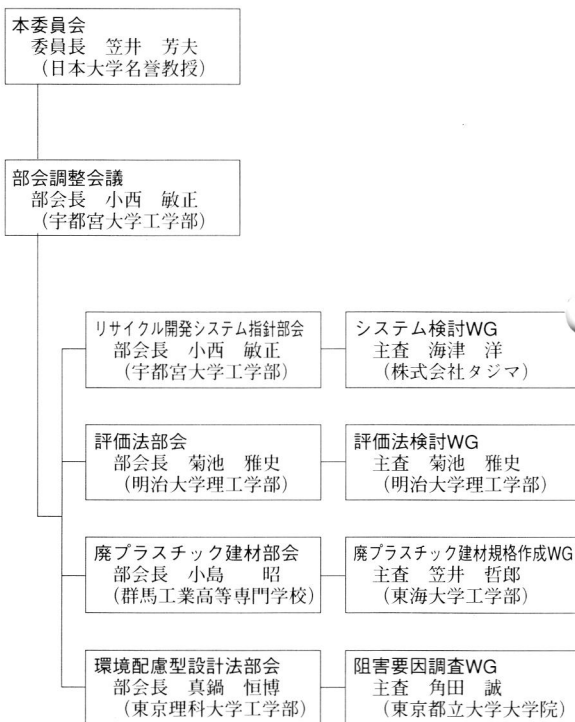 本委員会
委員長 笠井 芳夫
(日本大学名誉教授)
部会調整会議
部会長 小西 敏正
(宇都宮大学工学部)
リサイクル開発システム指針部会
部会長 小西 敏正
(宇都宮大学工学部)
システム検討WG
主査 海津 洋
(株式会社タジマ)
評価法部会
部会長 菊池 雅史
(明治大学理工学部)
評価法検討WG
主査 菊池 雅史
(明治大学理工学部)
廃プラスチック建材部会
部会長 小島 昭
(群馬工業高等専門学校)
廃プラスチック建材規格作成WG
主査 笠井 哲郎
(東海大学工学部)
環境配慮型設計法部会
部会長 真鍋 恒博
(東京理科大学工学部)
阻害要因調査WG
主査 角田 誠
(東京都立大学大学院)